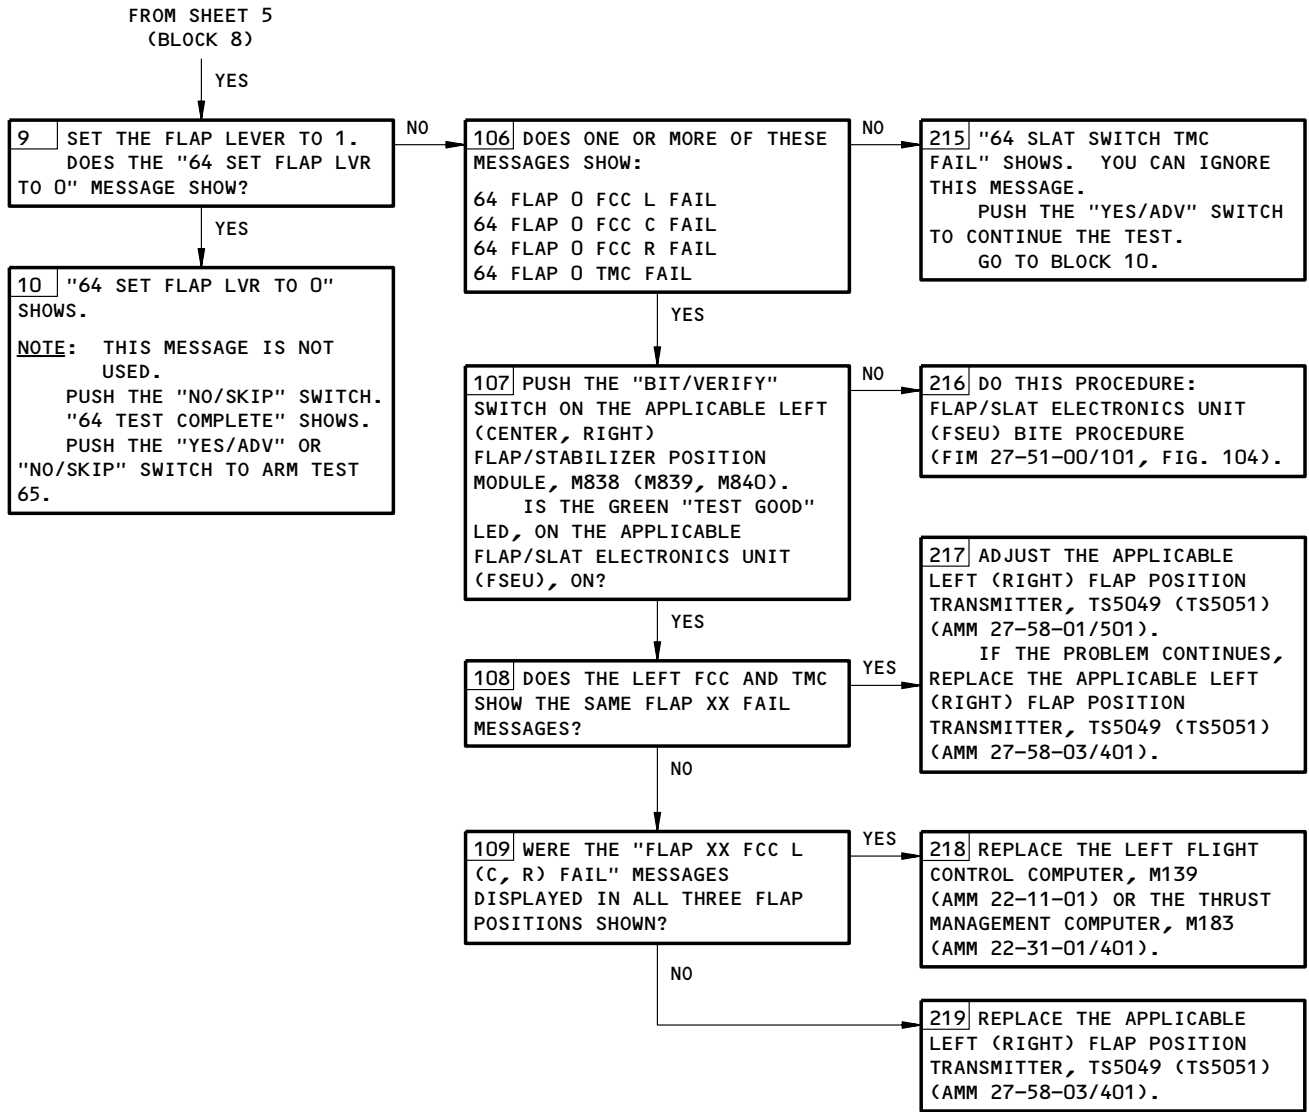 FROM SHEET 5
(BLOCK 8)
YES
9 SET THE FLAP LEVER TO 1.
DOES THE "64 SET FLAP LVR
TO 0" MESSAGE SHOW?
NO
YES
10 "64 SET FLAP LVR TO 0"
SHOWS.
NOTE: THIS MESSAGE IS NOT
USED.
PUSH THE "NO/SKIP" SWITCH.
"64 TEST COMPLETE" SHOWS.
PUSH THE "YES/ADV" OR
"NO/SKIP" SWITCH TO ARM TEST
65.
106 DOES ONE OR MORE OF THESE
MESSAGES SHOW:
64 FLAP 0 FCC L FAIL
64 FLAP 0 FCC C FAIL
64 FLAP 0 FCC R FAIL
64 FLAP 0 TMC FAIL
NO
YES
215 "64 SLAT SWITCH TMC
FAIL" SHOWS. YOU CAN IGNORE
THIS MESSAGE.
PUSH THE "YES/ADV" SWITCH
TO CONTINUE THE TEST.
GO TO BLOCK 10.
107 PUSH THE "BIT/VERIFY"
SWITCH ON THE APPLICABLE LEFT
(CENTER, RIGHT)
FLAP/STABILIZER POSITION
MODULE, M838 (M839, M840).
IS THE GREEN "TEST GOOD"
LED, ON THE APPLICABLE
FLAP/SLAT ELECTRONICS UNIT
(FSEU), ON?
NO
YES
216 DO THIS PROCEDURE:
FLAP/SLAT ELECTRONICS UNIT
(FSEU) BITE PROCEDURE
(FIM 27-51-00/101, FIG. 104).
108 DOES THE LEFT FCC AND TMC
SHOW THE SAME FLAP XX FAIL
MESSAGES?
YES
NO
217 ADJUST THE APPLICABLE
LEFT (RIGHT) FLAP POSITION
TRANSMITTER, TS5049 (TS5051)
(AMM 27-58-01/501).
IF THE PROBLEM CONTINUES,
REPLACE THE APPLICABLE LEFT
(RIGHT) FLAP POSITION
TRANSMITTER, TS5049 (TS5051)
(AMM 27-58-03/401).
109 WERE THE "FLAP XX FCC L
(C, R) FAIL" MESSAGES
DISPLAYED IN ALL THREE FLAP
POSITIONS SHOWN?
YES
NO
218 REPLACE THE LEFT FLIGHT
CONTROL COMPUTER, M139
(AMM 22-11-01) OR THE THRUST
MANAGEMENT COMPUTER, M183
(AMM 22-31-01/401).
219 REPLACE THE APPLICABLE
LEFT (RIGHT) FLAP POSITION
TRANSMITTER, TS5049 (TS5051)
(AMM 27-58-03/401).